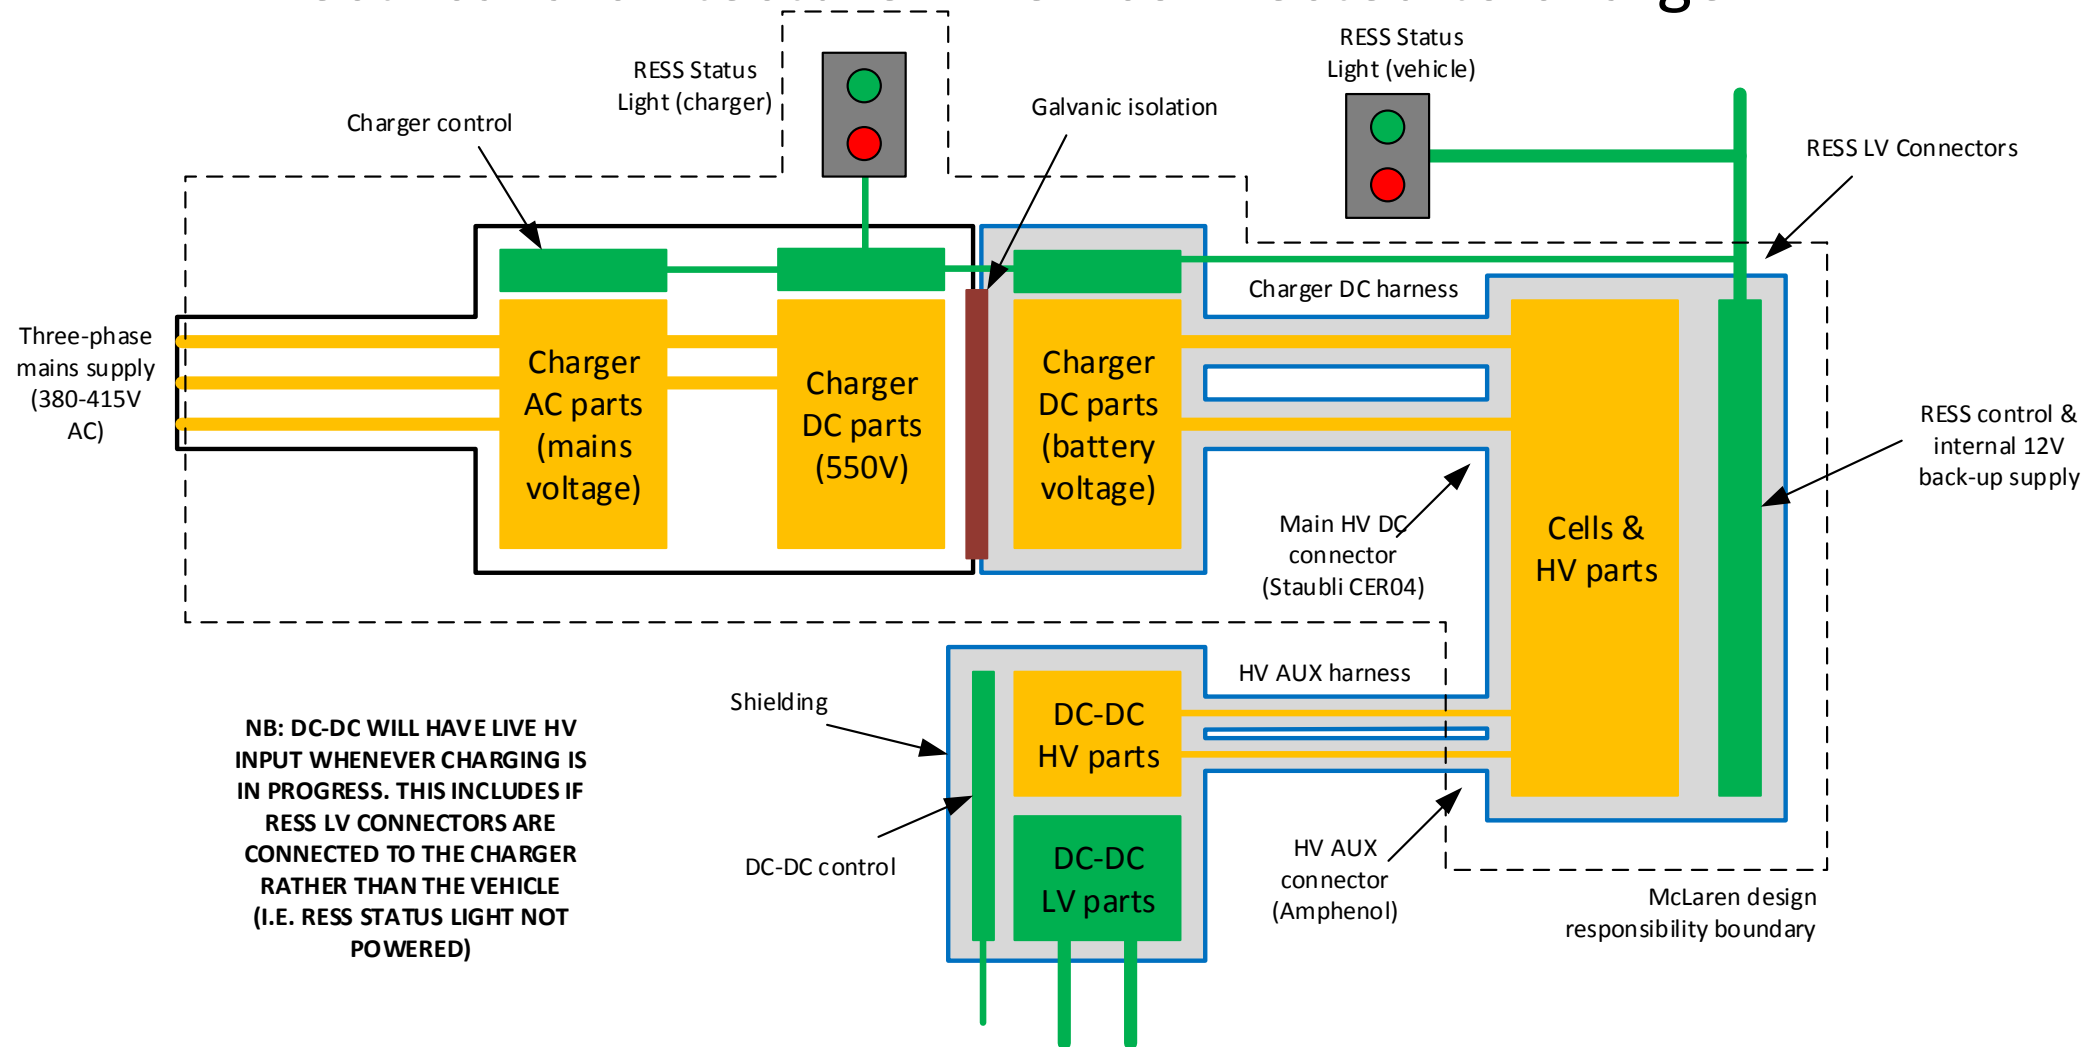 RESS Status
Light (charger)
RESS Status
Light (vehicle)
Charger control
Galvanic isolation
RESS LV Connectors
Three-phase
mains supply
(380-415V
AC)
Charger
AC parts
(mains
voltage)
Charger
DC parts
(550V)
Charger
DC parts
(battery
voltage)
Charger DC harness
Cells &
HV parts
RESS control &
internal 12V
back-up supply
Main HV DC
connector
(Staubli CER04)
HV AUX harness
Shielding
DC-DC
HV parts
DC-DC
LV parts
DC-DC control
HV AUX
connector
(Amphenol)
McLaren design
responsibility boundary
NB: DC-DC WILL HAVE LIVE HV
INPUT WHENEVER CHARGING IS
IN PROGRESS. THIS INCLUDES IF
RESS LV CONNECTORS ARE
CONNECTED TO THE CHARGER
RATHER THAN THE VEHICLE
(I.E. RESS STATUS LIGHT NOT
POWERED)